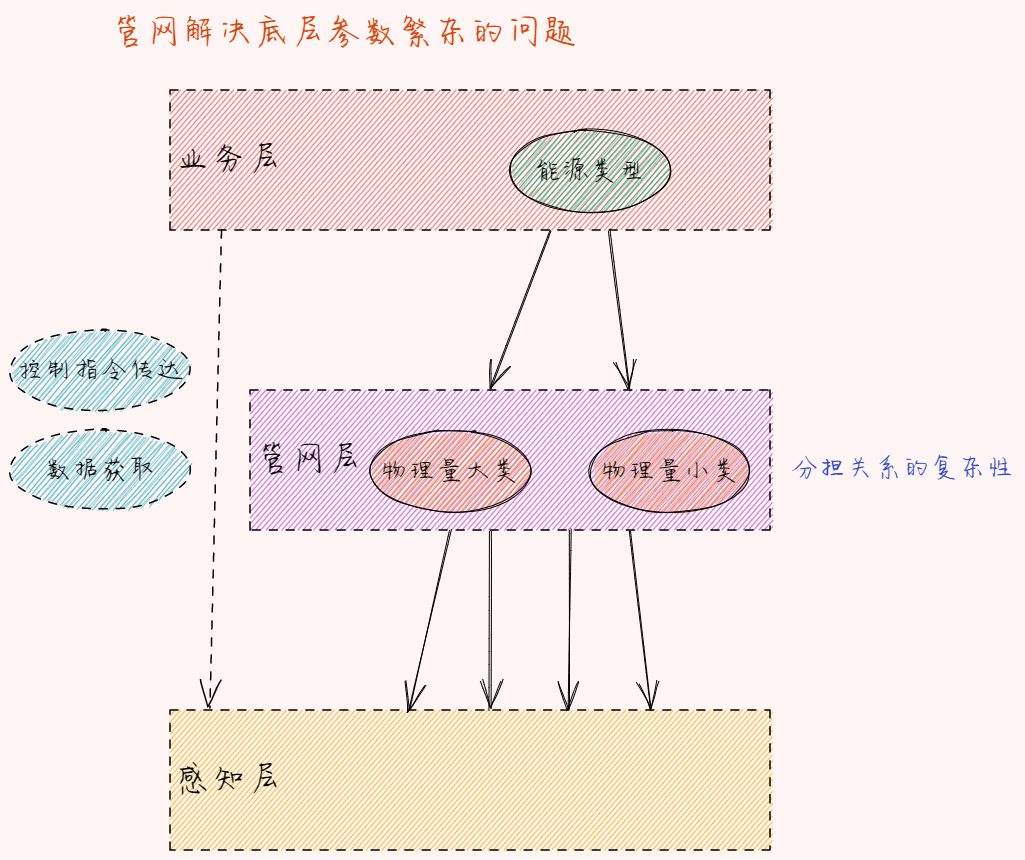 管网解决底层参数繁杂的问题
业务层
能源类型
控制指令传达
数据获取
管网层
物理量大类
物理量小类
分担关系的复杂性
感知层